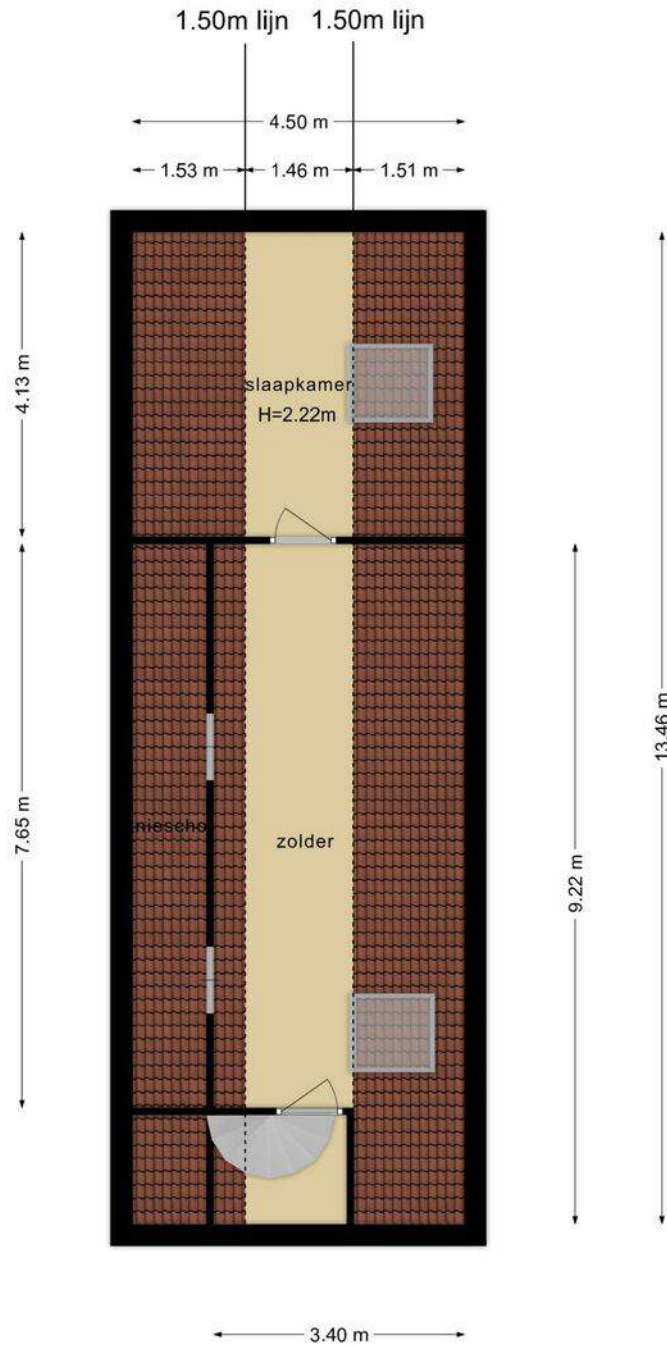 1.50m lijn 1.50m lijn
4.50 m
1.53 m 1.46 m 1.51 m
4.13 m
slaapkamer
H=2.22m
13.46 m
7.65 m
niescho
zolder
9.22 m
3.40 m